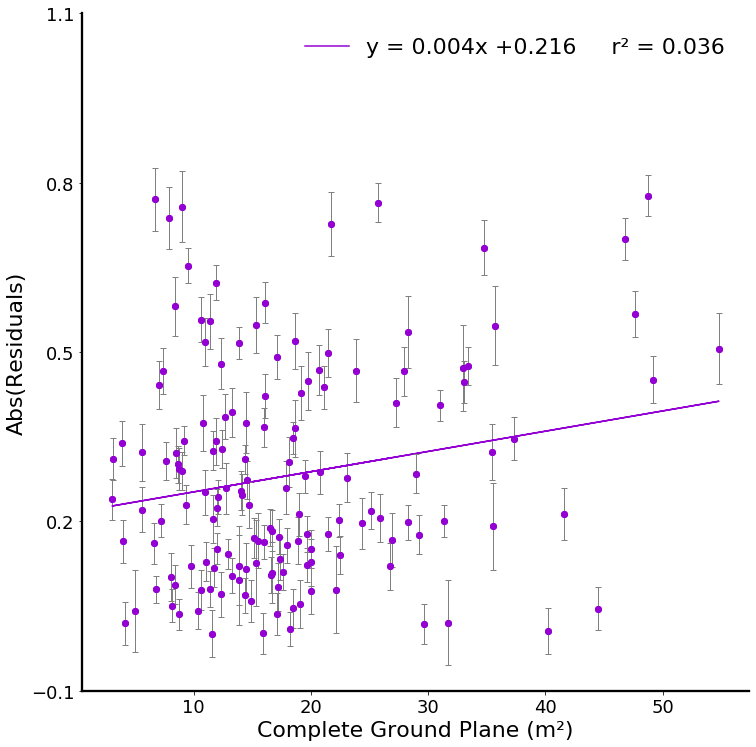 1.1
y = 0.004x +0.216 r² = 0.036
0.8
0.5
0.2
−0.1
Abs(Residuals)
10 20 30 40 50
Complete Ground Plane (m²)